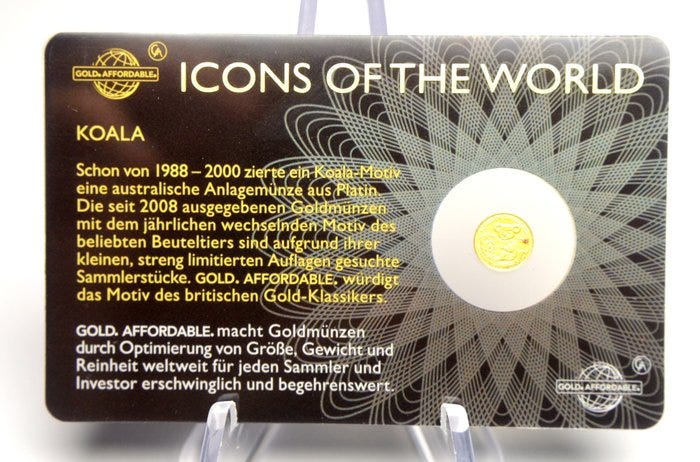 GOLD. AFFORDABLE.
GA
ICONS OF THE WORLD
KOALA
Schon von 1988 – 2000 zierte ein Koala-Motiv
eine australische Anlagemünze aus Platin.
Die seit 2008 ausgegebenen Goldmünzen
mit dem jährlichen wechselnden Motiv des
beliebten Beuteltiers sind aufgrund ihrer
kleinen, streng limitierten Auflagen gesuchte
Sammlerstücke. GOLD. AFFORDABLE. würdigt
das Motiv des britischen Gold-Klassikers.
GOLD. AFFORDABLE. macht Goldmünzen
durch Optimierung von Größe, Gewicht und
Reinheit weltweit für jeden Sammler und
Investor erschwinglich und begehrenswert.
GOLD. AFFORDABLE.
GA